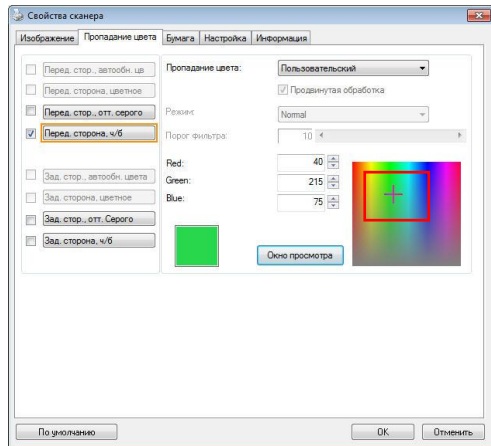 Свойства сканера
Изображение Пропадание цвета Бумага Настройка Информация
Перед. стор., автообн. цв Пропадание цвета: Пользовательский
Перед. сторона, цветное Продвинутая обработка
Перед. стор., отт. серого Режим: Normal
Перед. сторона, ч/б Порог Фильтра: 10
Red: 40
Зад. стор., автообн. цвета Green: 215
Зад. сторона, цветное Blue: 75
Зад. стор., отт. Серого
Зад. сторона, ч/б Окно просмотра
По умолчанию OK Отменить